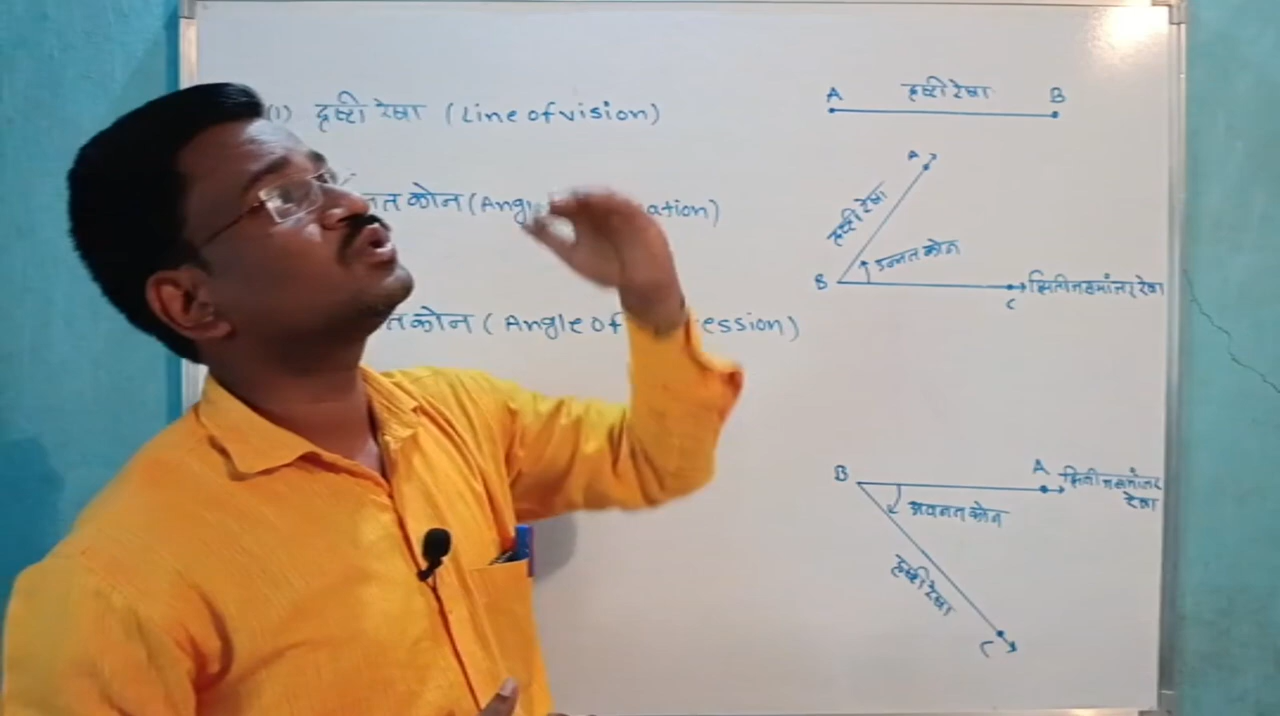 (1) दृष्टी रेषा (Line of vision)
त कोन (Ang ation)
त कोन (Angle of ession)
A दृष्टी रेषा B
A
दृष्टी रेषा
उन्नत कोन
B C क्षितीज समांतर रेषा
B A क्षितीज समांतर
रेषा
अवनत कोन
दृष्टी रेषा
C